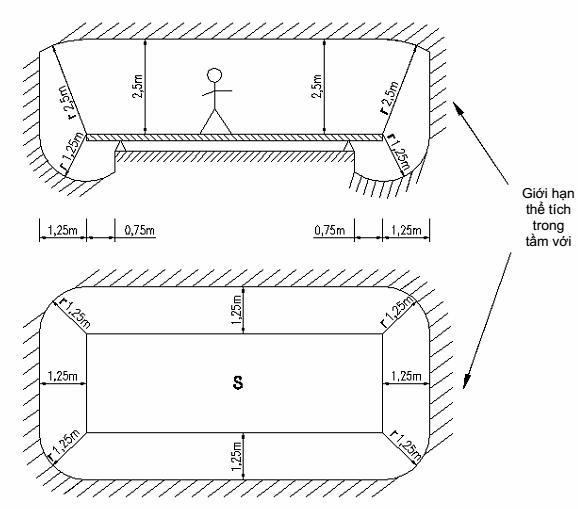 2,5m
2,5m
r 2,5m
r 2,5m
r 1,25m
r 1,25m
Giới hạn
thể tích
trong
tầm với
1,25m
0,75m
0,75m
1,25m
r 1,25m
1,25m
r 1,25m
1,25m
S
1,25m
r 1,25m
1,25m
r 1,25m